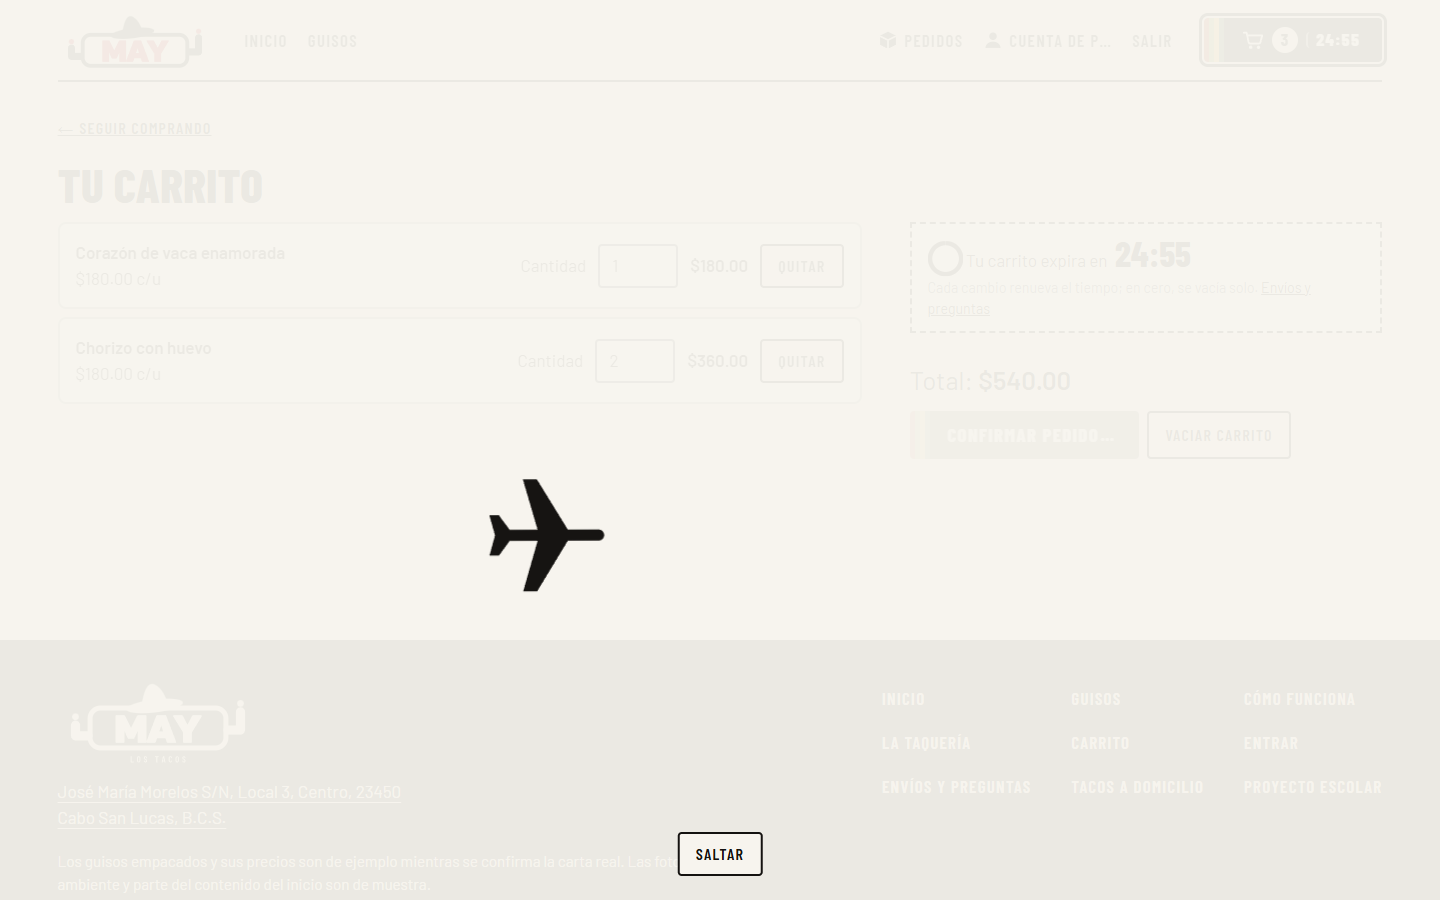 MAY
INICIO
GUISOS
PEDIDOS
CUENTA DE P...
SALIR
3
24:55
← SEGUIR COMPRANDO
TU CARRITO
Corazón de vaca enamorada
$180.00 c/u
Cantidad
1
$180.00
QUITAR
Chorizo con huevo
$180.00 c/u
Cantidad
2
$360.00
QUITAR
Tu carrito expira en 24:55
Cada cambio renueva el tiempo; en cero, se vacía solo. Envíos y
preguntas
Total: $540.00
CONFIRMAR PEDIDO…
VACIAR CARRITO
MAY
LOS TACOS
José María Morelos S/N, Local 3, Centro, 23450
Cabo San Lucas, B.C.S.
Los guisos empacados y sus precios son de ejemplo mientras se confirma la carta real. Las
ambiente y parte del contenido del inicio son de muestra.
INICIO
GUISOS
CÓMO FUNCIONA
LA TAQUERÍA
CARRITO
ENTRAR
ENVÍOS Y PREGUNTAS
TACOS A DOMICILIO
PROYECTO ESCOLAR
SALTAR